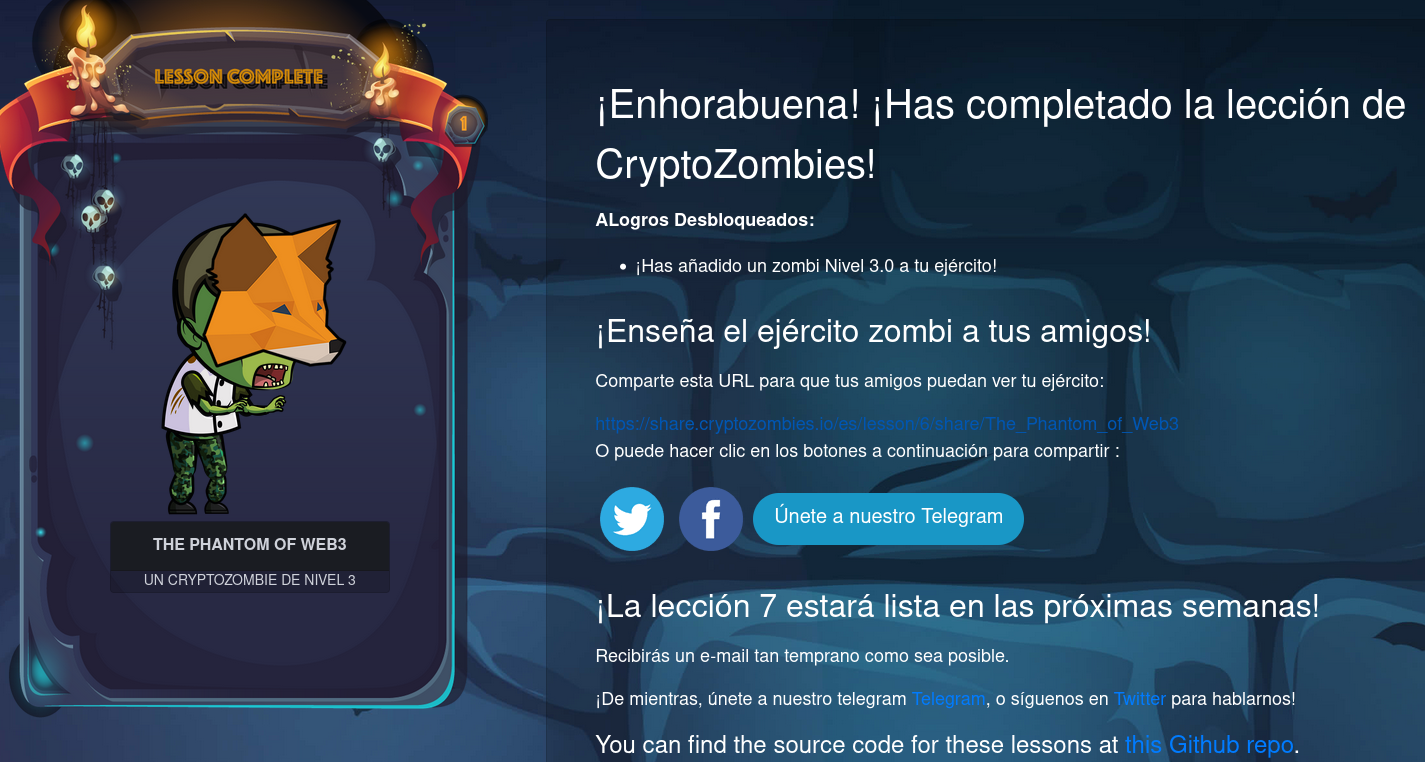 LESSON COMPLETE
1
THE PHANTOM OF WEB3
UN CRYPTOZOMBIE DE NIVEL 3
¡Enhorabuena! ¡Has completado la lección de
CryptoZombies!
ALogros Desbloqueados:
• ¡Has añadido un zombi Nivel 3.0 a tu ejército!
¡Enseña el ejército zombi a tus amigos!
Comparte esta URL para que tus amigos puedan ver tu ejército:
https://share.cryptozombies.io/es/lesson/6/share/The_Phantom_of_Web3
O puede hacer clic en los botones a continuación para compartir :
Únete a nuestro Telegram
¡La lección 7 estará lista en las próximas semanas!
Recibirás un e-mail tan temprano como sea posible.
¡De mientras, únete a nuestro telegram Telegram, o síguenos en Twitter para hablarnos!
You can find the source code for these lessons at this Github repo.